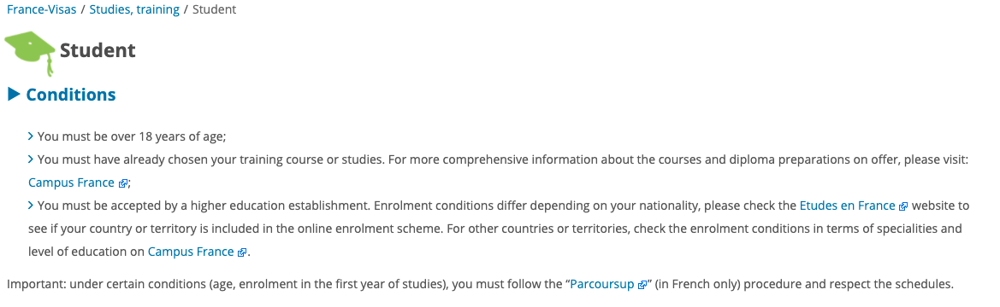 France-Visas / Studies, training / Student
Student
Conditions
You must be over 18 years of age;
You must have already chosen your training course or studies. For more comprehensive information about the courses and diploma preparations on offer, please visit:
Campus France ;
You must be accepted by a higher education establishment. Enrolment conditions differ depending on your nationality, please check the Etudes en France website to
see if your country or territory is included in the online enrolment scheme. For other countries or territories, check the enrolment conditions in terms of specialities and
level of education on Campus France .
Important: under certain conditions (age, enrolment in the first year of studies), you must follow the “Parcoursup ” (in French only) procedure and respect the schedules.